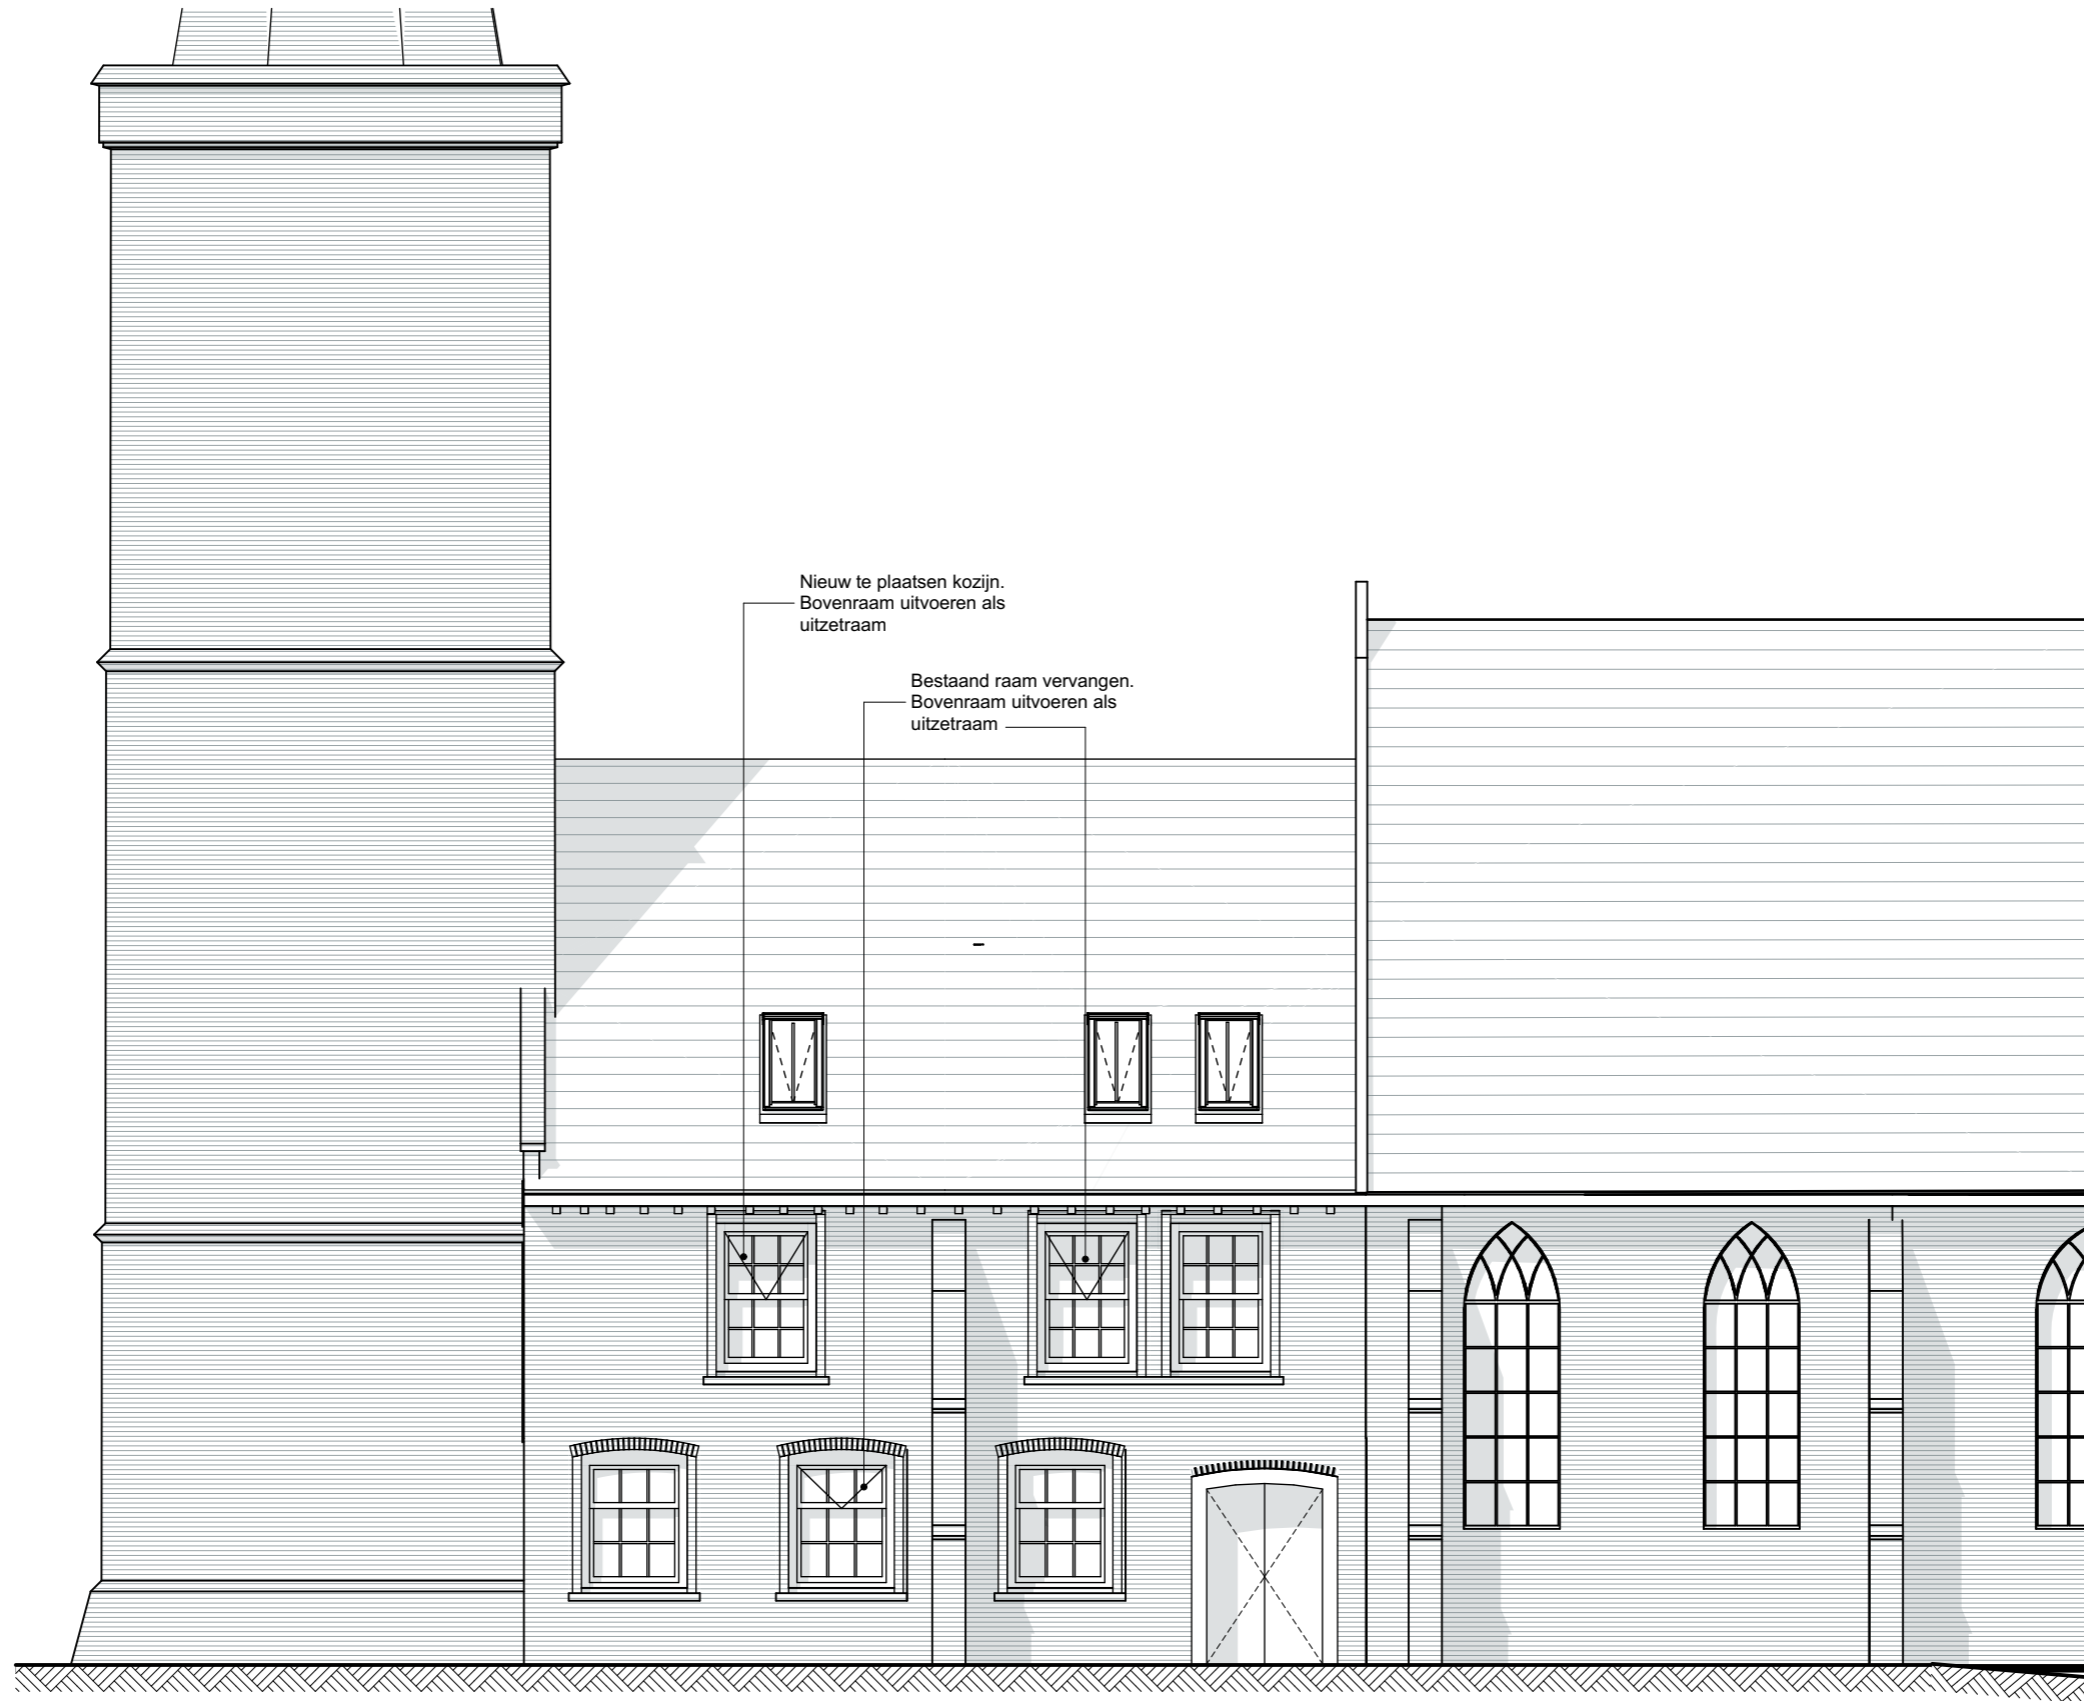 Nieuw te plaatsen kozijn.
Bovenraam uitvoeren als
uitzetraam
Bestaand raam vervangen.
Bovenraam uitvoeren als
uitzetraam